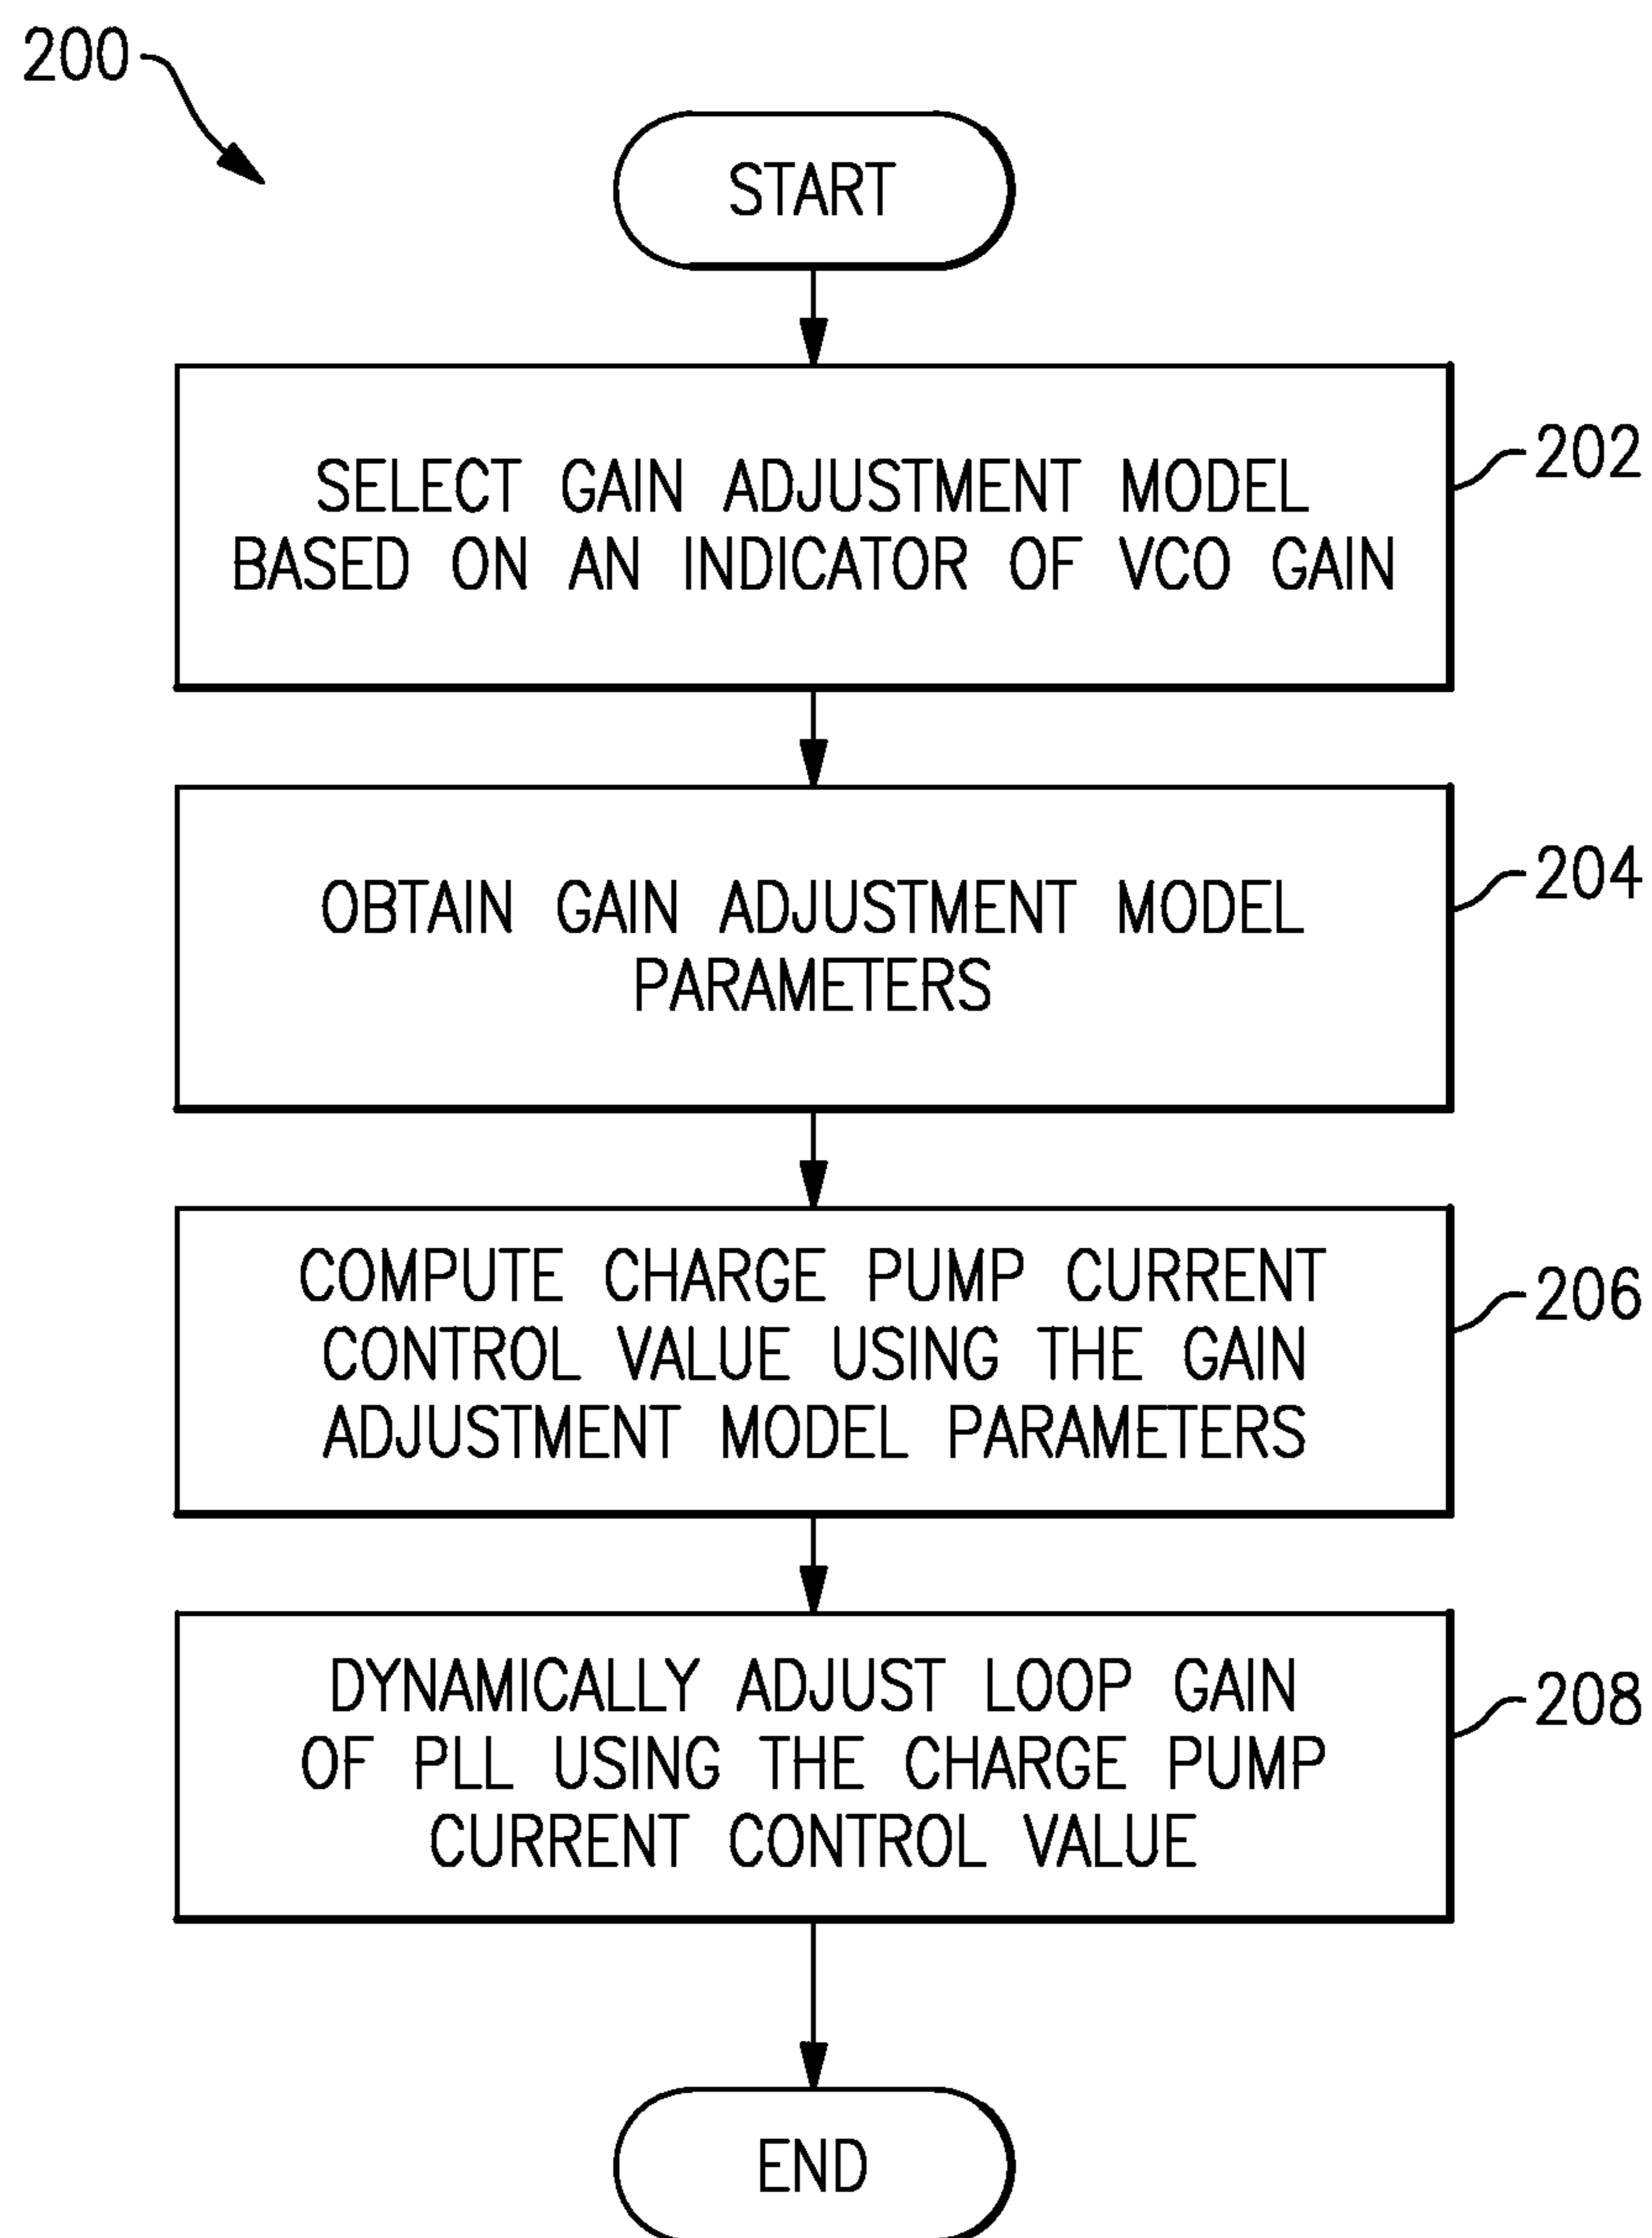 200
START
SELECT GAIN ADJUSTMENT MODEL
BASED ON AN INDICATOR OF VCO GAIN
202
OBTAIN GAIN ADJUSTMENT MODEL
PARAMETERS
204
COMPUTE CHARGE PUMP CURRENT
CONTROL VALUE USING THE GAIN
ADJUSTMENT MODEL PARAMETERS
206
DYNAMICALLY ADJUST LOOP GAIN
OF PLL USING THE CHARGE PUMP
CURRENT CONTROL VALUE
208
END